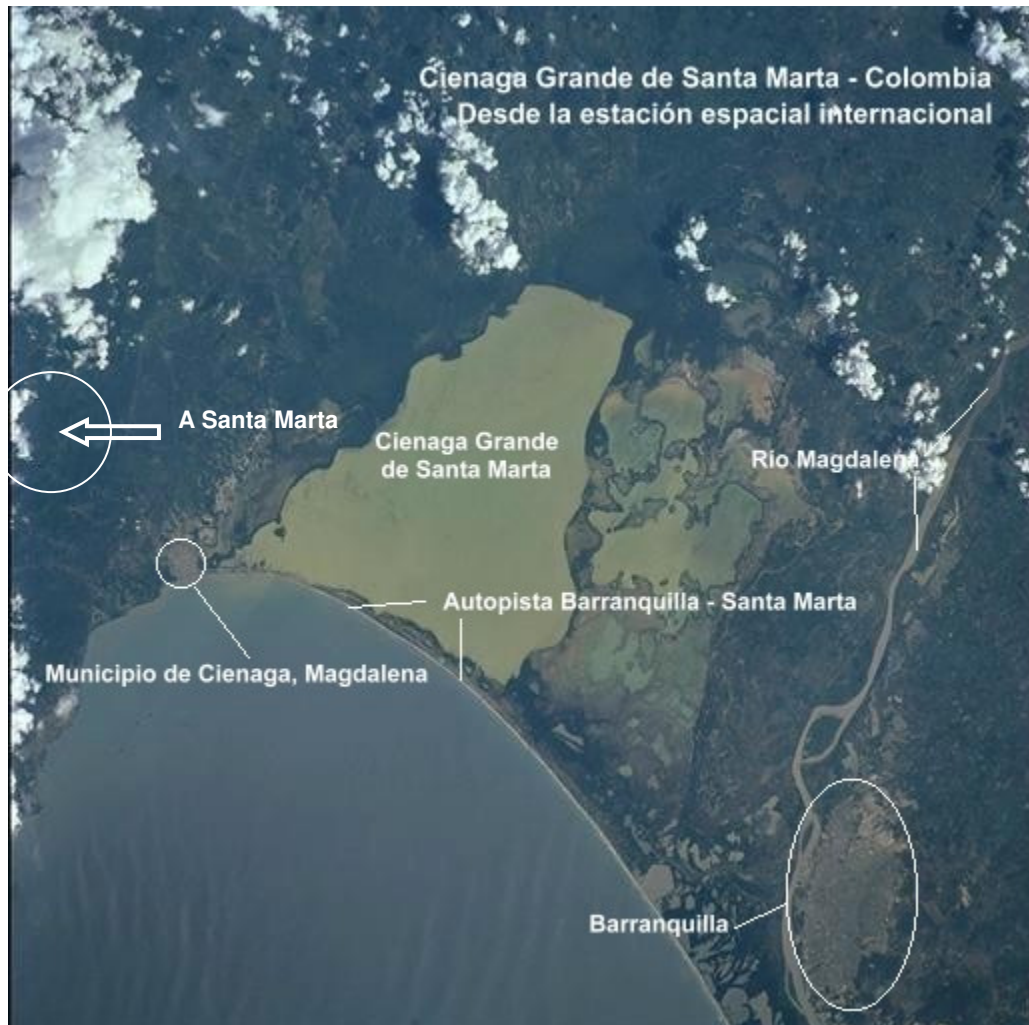 Cienaga Grande de Santa Marta - Colombia
Desde la estación espacial internacional
A Santa Marta
Cienaga Grande
de Santa Marta
Rio Magdalena
Autopista Barranquilla - Santa Marta
Municipio de Cienaga, Magdalena
Barranquilla